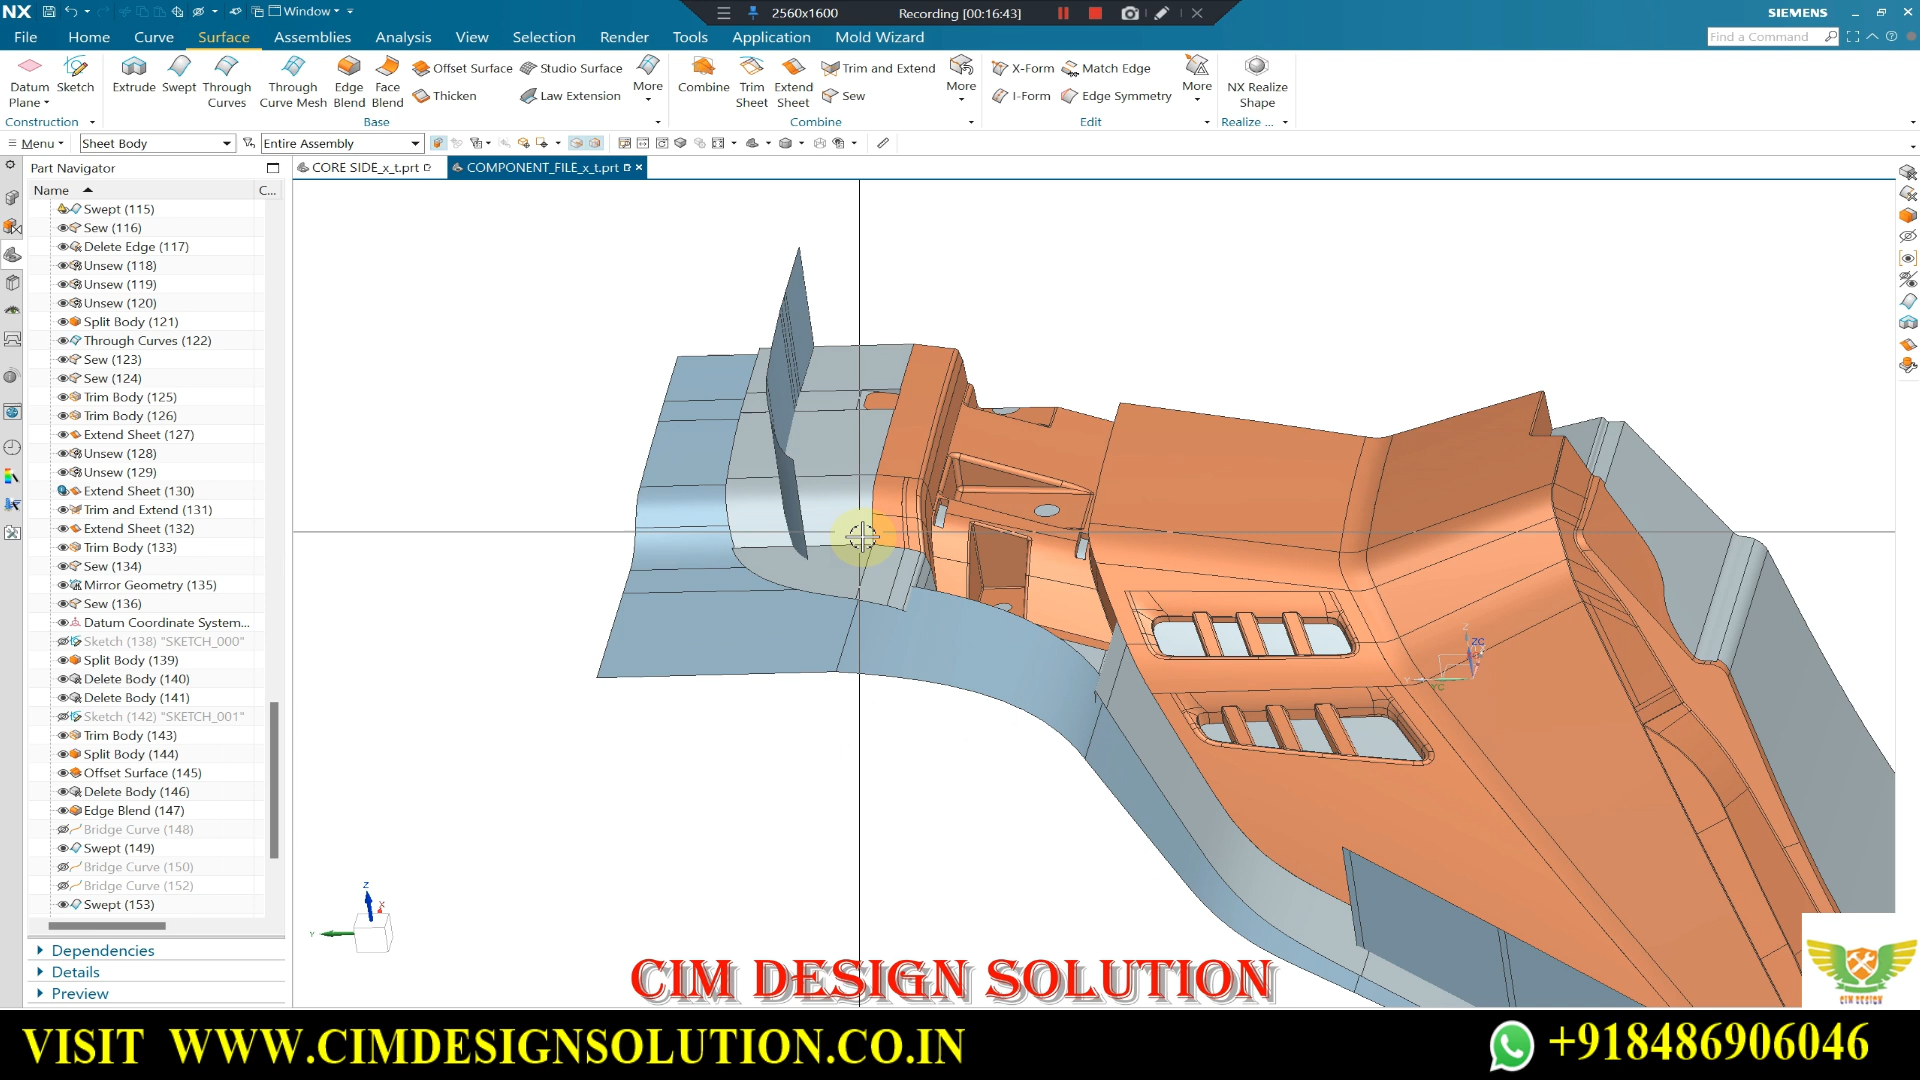 NX Window 2560x1600 Recording [00:16:43] SIEMENS
File Home Curve Surface Assemblies Analysis View Selection Render Tools Application Mold Wizard Find a Command
Datum Plane Sketch Extrude Swept Through Curves Through Curve Mesh Edge Blend Face Blend Offset Surface Thicken Studio Surface Law Extension More Combine Trim Sheet Extend Sheet Trim and Extend Sew More X-Form I-Form Match Edge Edge Symmetry More NX Realize Shape
Construction Base Combine Edit Realize ...
Menu Sheet Body Entire Assembly
Part Navigator CORE SIDE_x_t.prt COMPONENT_FILE_x_t.prt
Name C...
Swept (115)
Sew (116)
Delete Edge (117)
Unsew (118)
Unsew (119)
Unsew (120)
Split Body (121)
Through Curves (122)
Sew (123)
Sew (124)
Trim Body (125)
Trim Body (126)
Extend Sheet (127)
Unsew (128)
Unsew (129)
Extend Sheet (130)
Trim and Extend (131)
Extend Sheet (132)
Trim Body (133)
Sew (134)
Mirror Geometry (135)
Sew (136)
Datum Coordinate System...
Sketch (138) "SKETCH_000"
Split Body (139)
Delete Body (140)
Delete Body (141)
Sketch (142) "SKETCH_001"
Trim Body (143)
Split Body (144)
Offset Surface (145)
Delete Body (146)
Edge Blend (147)
Bridge Curve (148)
Swept (149)
Bridge Curve (150)
Bridge Curve (152)
Swept (153)
Dependencies
Details
Preview
Z
X
Y
ZC
YC
CIM DESIGN SOLUTION
CIM DESIGN
VISIT WWW.CIMDESIGNSOLUTION.CO.IN
+918486906046